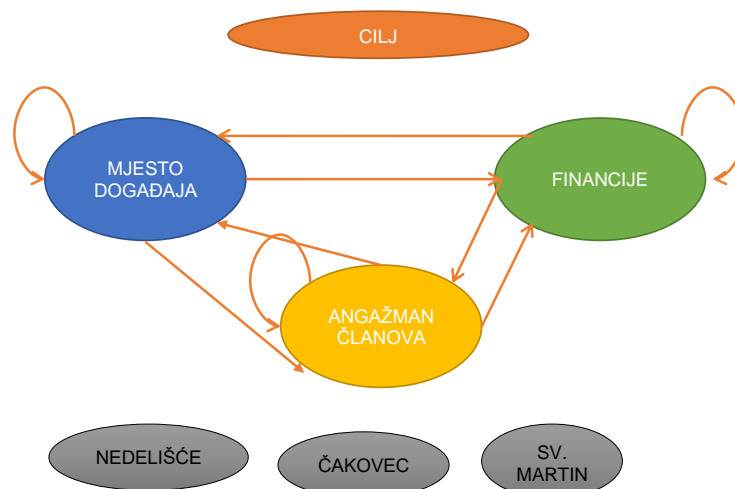 CILJ
MJESTO
DOGAĐAJA
FINANCIJE
ANGAŽMAN
ČLANOVA
NEDELIŠĆE
ČAKOVEC
SV.
MARTIN